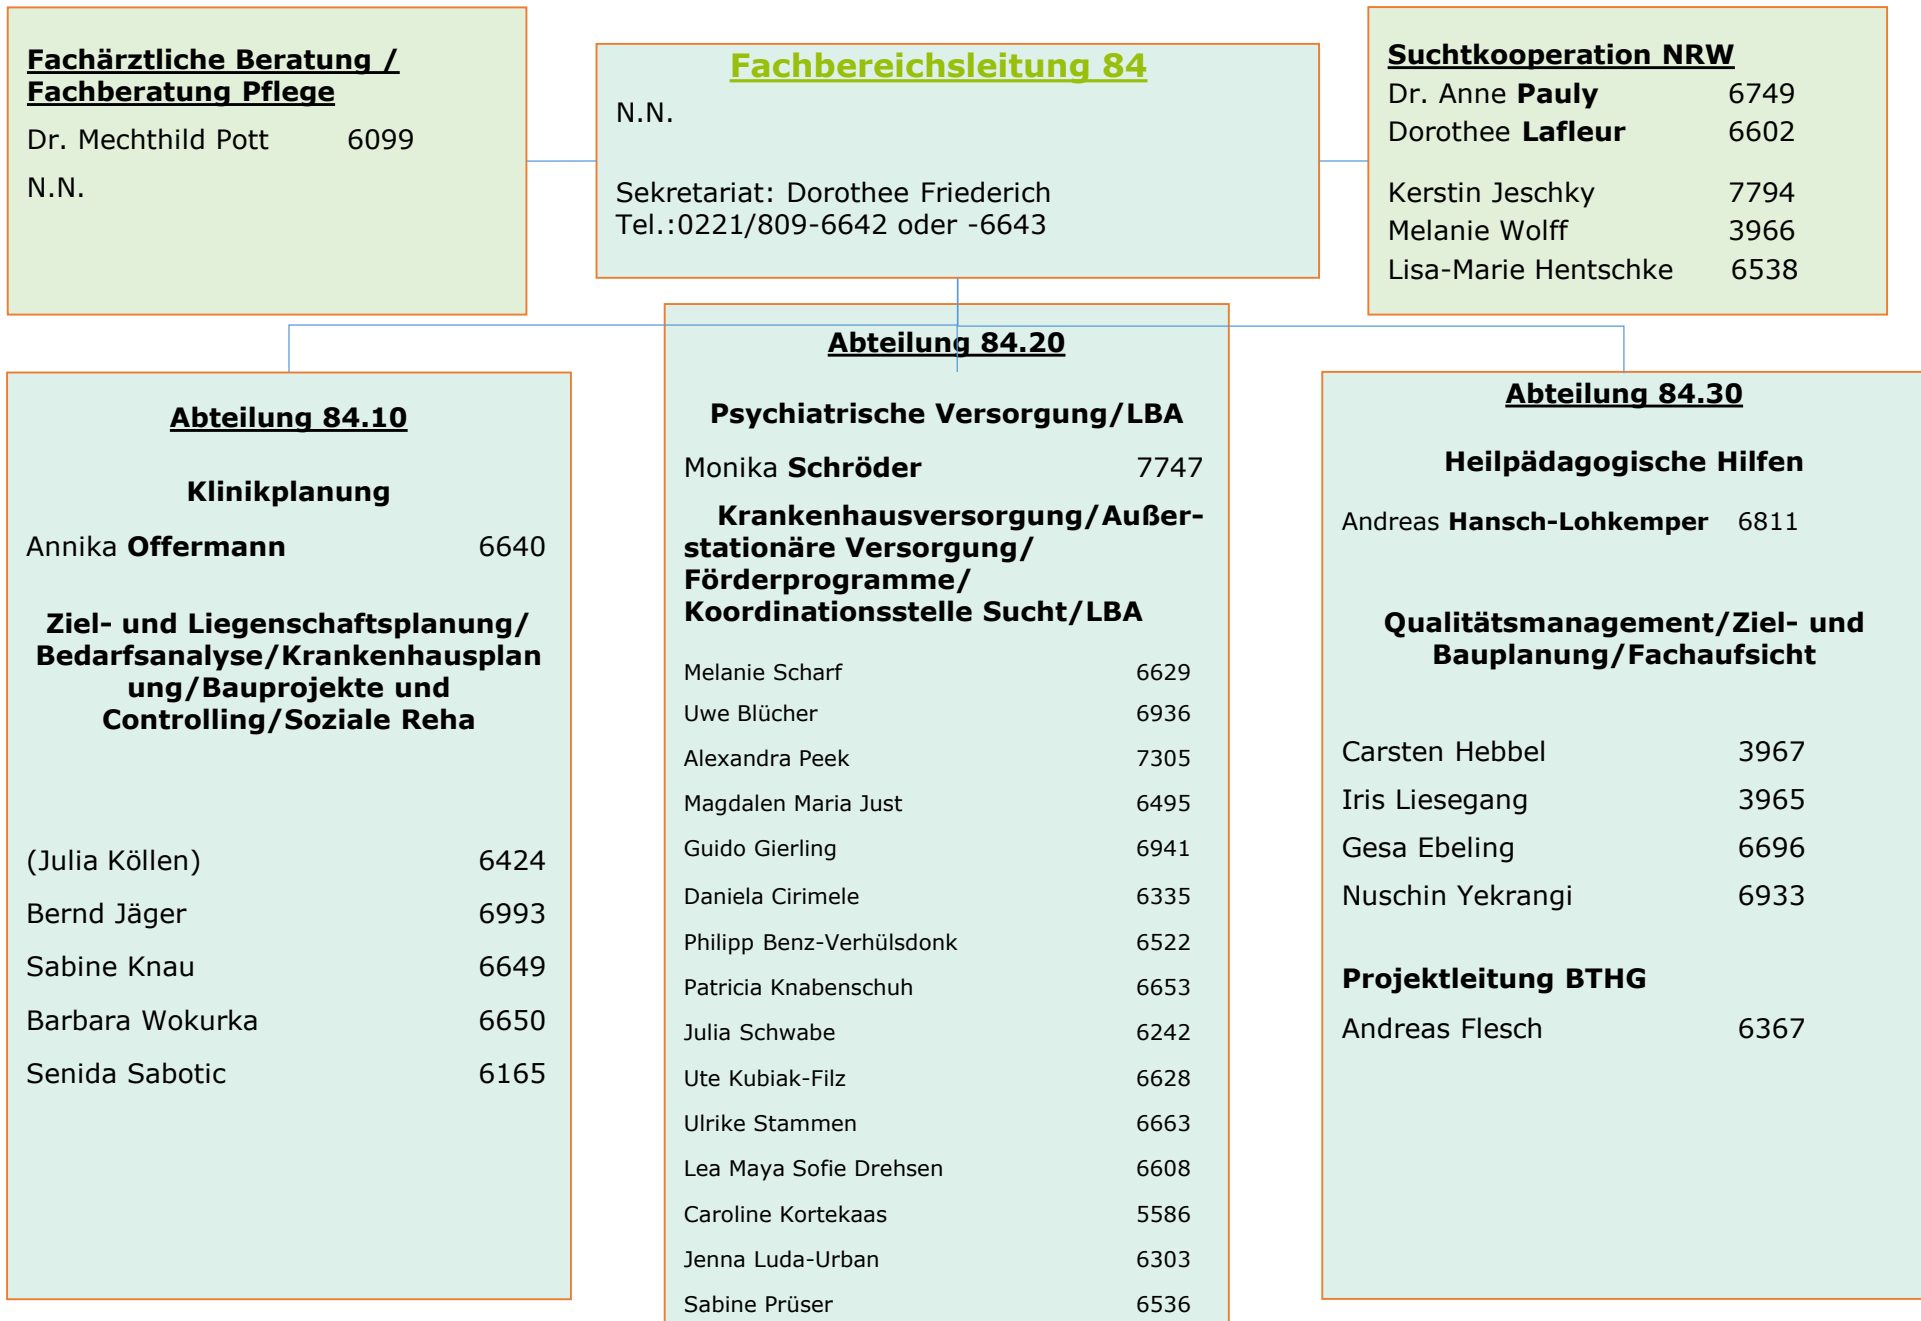 Fachärztliche Beratung /
Fachberatung Pflege
Dr. Mechthild Pott 6099
N.N.
Fachbereichsleitung 84
N.N.
Sekretariat: Dorothee Friederich
Tel.:0221/809-6642 oder -6643
Suchtkooperation NRW
Dr. Anne Pauly 6749
Dorothee Lafleur 6602
Kerstin Jeschky 7794
Melanie Wolff 3966
Lisa-Marie Hentschke 6538
Abteilung 84.10
Klinikplanung
Annika Offermann 6640
Ziel- und Liegenschaftsplanung/
Bedarfsanalyse/Krankenhausplan
ung/Bauprojekte und
Controlling/Soziale Reha
(Julia Köllen) 6424
Bernd Jäger 6993
Sabine Knau 6649
Barbara Wokurka 6650
Senida Sabotic 6165
Abteilung 84.20
Psychiatrische Versorgung/LBA
Monika Schröder 7747
Krankenhausversorgung/Außer-
stationäre Versorgung/
Förderprogramme/
Koordinationsstelle Sucht/LBA
Melanie Scharf 6629
Uwe Blücher 6936
Alexandra Peek 7305
Magdalen Maria Just 6495
Guido Gierling 6941
Daniela Cirimele 6335
Philipp Benz-Verhülsdonk 6522
Patricia Knabenschuh 6653
Julia Schwabe 6242
Ute Kubiak-Filz 6628
Ulrike Stammen 6663
Lea Maya Sofie Drehsen 6608
Caroline Kortekaas 5586
Jenna Luda-Urban 6303
Sabine Prüser 6536
Abteilung 84.30
Heilpädagogische Hilfen
Andreas Hansch-Lohkemper 6811
Qualitätsmanagement/Ziel- und
Bauplanung/Fachaufsicht
Carsten Hebbel 3967
Iris Liesegang 3965
Gesa Ebeling 6696
Nuschin Yekrangi 6933
Projektleitung BTHG
Andreas Flesch 6367